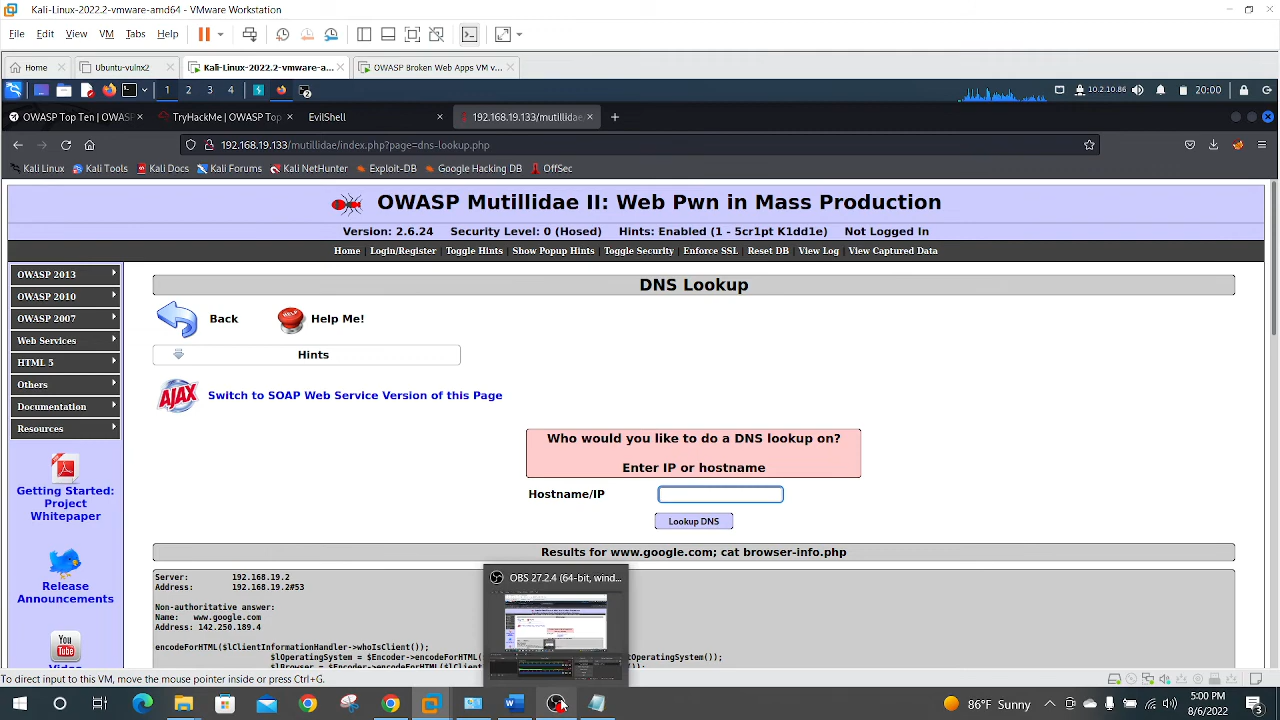 Kali-Linux-2022.2-vmware-amd64 - VMware Workstation
File Edit View VM Tabs Help
Home Ubuntu-vulnx2 Kali-Linux-2022.2-vmware-a... OWASP Broken Web Apps VM v...
1 2 3 4 10.2.10.86 20:00
OWASP Top Ten | OWASP TryHackMe | OWASP Top EvilShell 192.168.19.133/mutillidae
192.168.19.133/mutillidae/index.php?page=dns-lookup.php
Kali Linux Kali Tools Kali Docs Kali Forums Kali NetHunter Exploit-DB Google Hacking DB OffSec
OWASP Mutillidae II: Web Pwn in Mass Production
Version: 2.6.24 Security Level: 0 (Hosed) Hints: Enabled (1 - 5cr1pt K1dd1e) Not Logged In
Home | Login/Register | Toggle Hints | Show Popup Hints | Toggle Security | Enforce SSL | Reset DB | View Log | View Captured Data
OWASP 2013
OWASP 2010
OWASP 2007
Web Services
HTML 5
Others
Documentation
Resources
Getting Started:
Project
Whitepaper
Release
Announcements
You
Tube
DNS Lookup
Back HELP Help Me!
Hints
AJAX Switch to SOAP Web Service Version of this Page
Who would you like to do a DNS lookup on?
Enter IP or hostname
Hostname/IP
Lookup DNS
Results for www.google.com; cat browser-info.php
Server: 192.168.19.2
Address: 192.168.19.2#53
Non-authoritative answer:
Name: www.google.com
Address: 142.250.189.4
encodeForHTML($lClientInformationHandler->whoIsClient());
$lOperatingSystem = $Encoder->encodeForHTML($ OperatingSystem());
OBS 27.2.4 (64-bit, wind...
To direct input to this VM, move the mouse pointer inside or press Ctrl
86°F Sunny
5:00 PM
8/6/2022
2